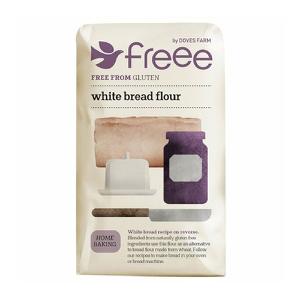 by DOVES FARM
freee
FREE FROM GLUTEN
white bread flour
HOME
BAKING
White bread recipe on reverse.
Blended from naturally gluten free
ingredients use this flour as an alternative
to bread flour made from wheat. Follow
our recipes to make bread in your oven
or bread machine.